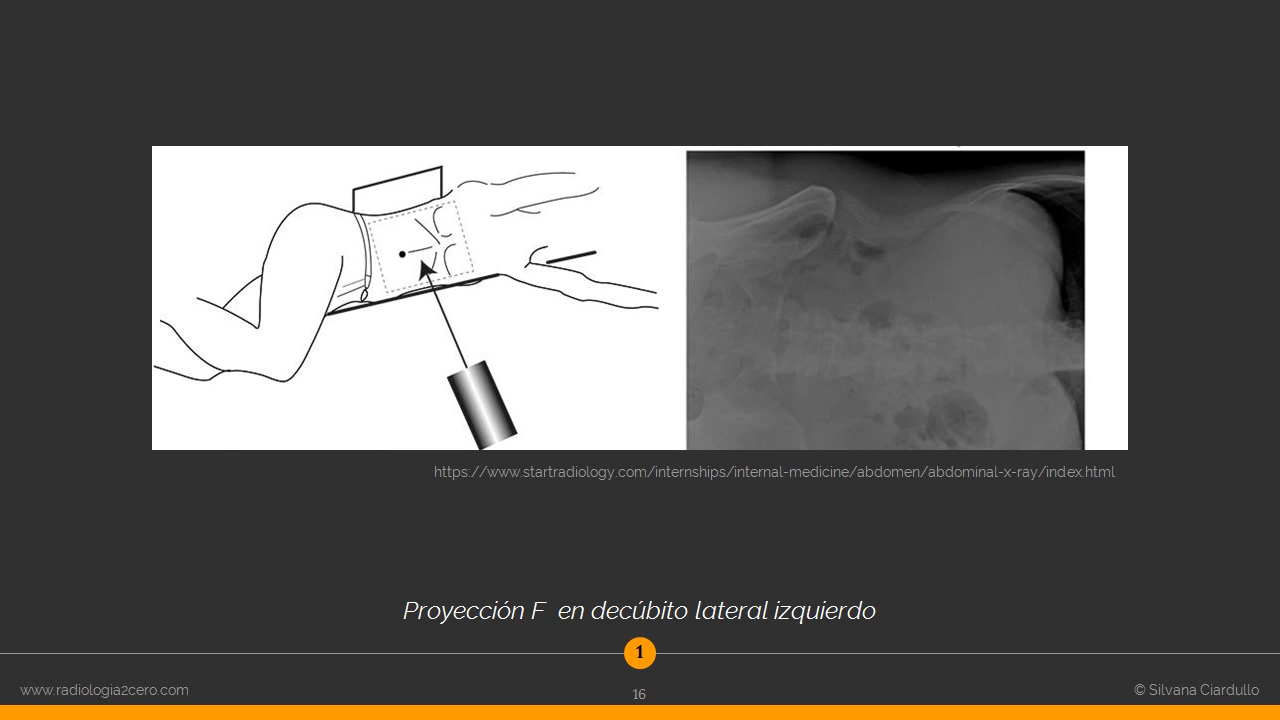 https://www.startradiology.com/internships/internal-medicine/abdomen/abdominal-x-ray/index.html
Proyección F en decúbito lateral izquierdo
1
www.radiologia2cero.com
16
© Silvana Ciardullo